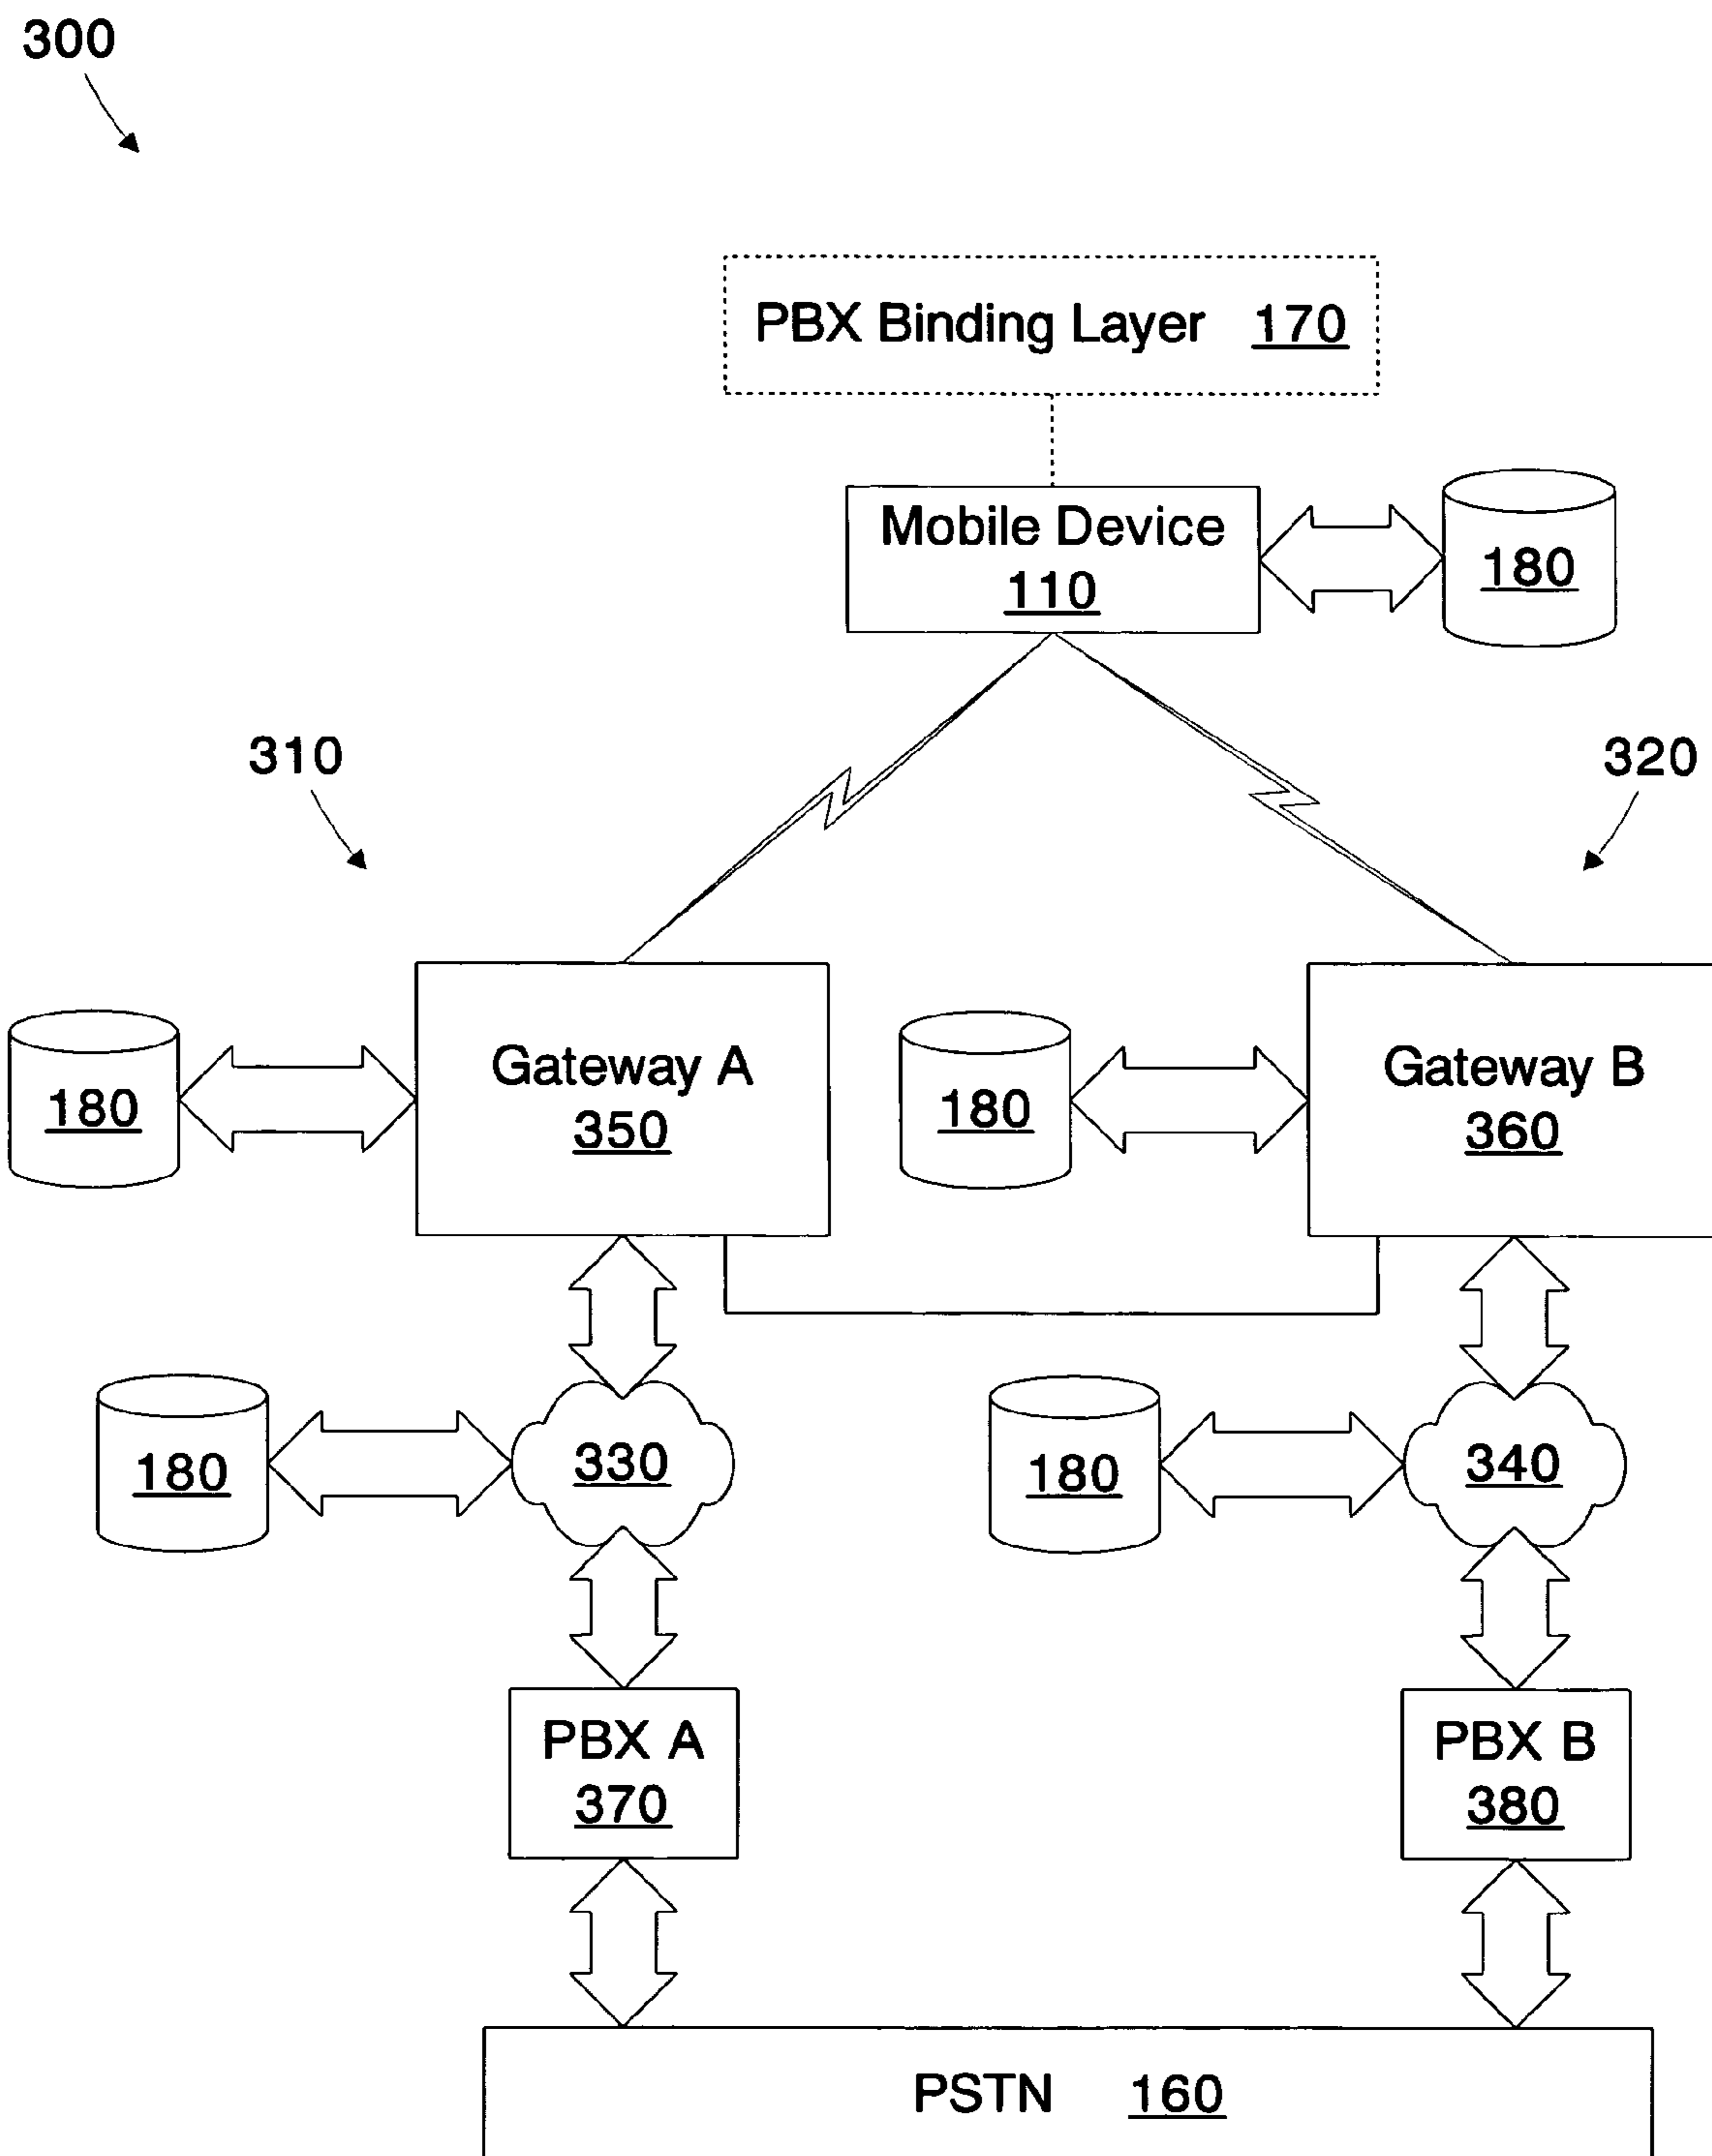 300
PBX Binding Layer 170
Mobile Device
110
180
310
320
180
Gateway A
350
180
Gateway B
360
180
330
180
340
PBX A
370
PBX B
380
PSTN 160